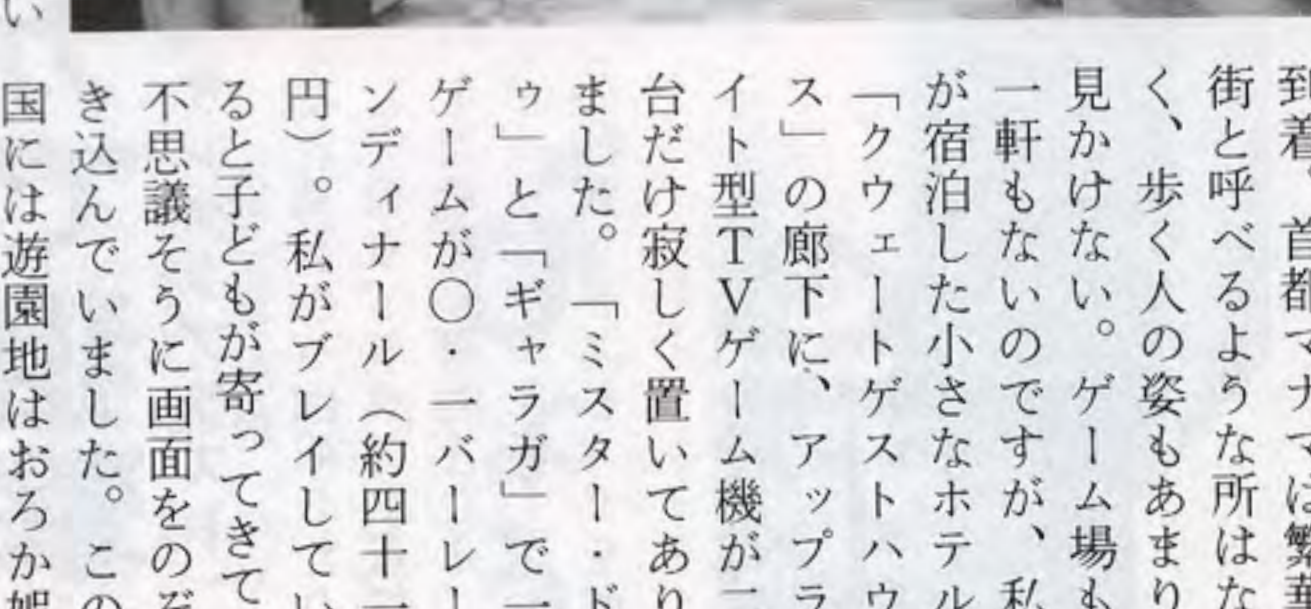 到着。首都マナマは繁華
街と呼べるような所はな
く、歩く人の姿もあまり
見かけない。ゲーム場も
一軒もないのですが、私
が宿泊した小さなホテル
「クウェートゲストハウ
ス」の廊下に、アップラ
イト型TVゲーム機が二
台だけ寂しく置いてあり
ました。「ミスター・ド
ゥ」と「ギャラガ」で一
ゲームが〇・一バーレー
ンディナール（約四十一
円）。私がプレイしてい
ると子どもが寄ってきて
不思議そうに画面をのぞ
き込んでいました。この
国には遊園地はおろか
い